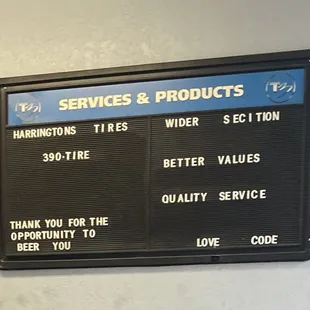 SERVICES & PRODUCTS
HARRINGTONS TIRES
390-TIRE
THANK YOU FOR THE
OPPORTUNITY TO
BEER YOU
WIDER SECITION
BETTER VALUES
QUALITY SERVICE
LOVE CODE